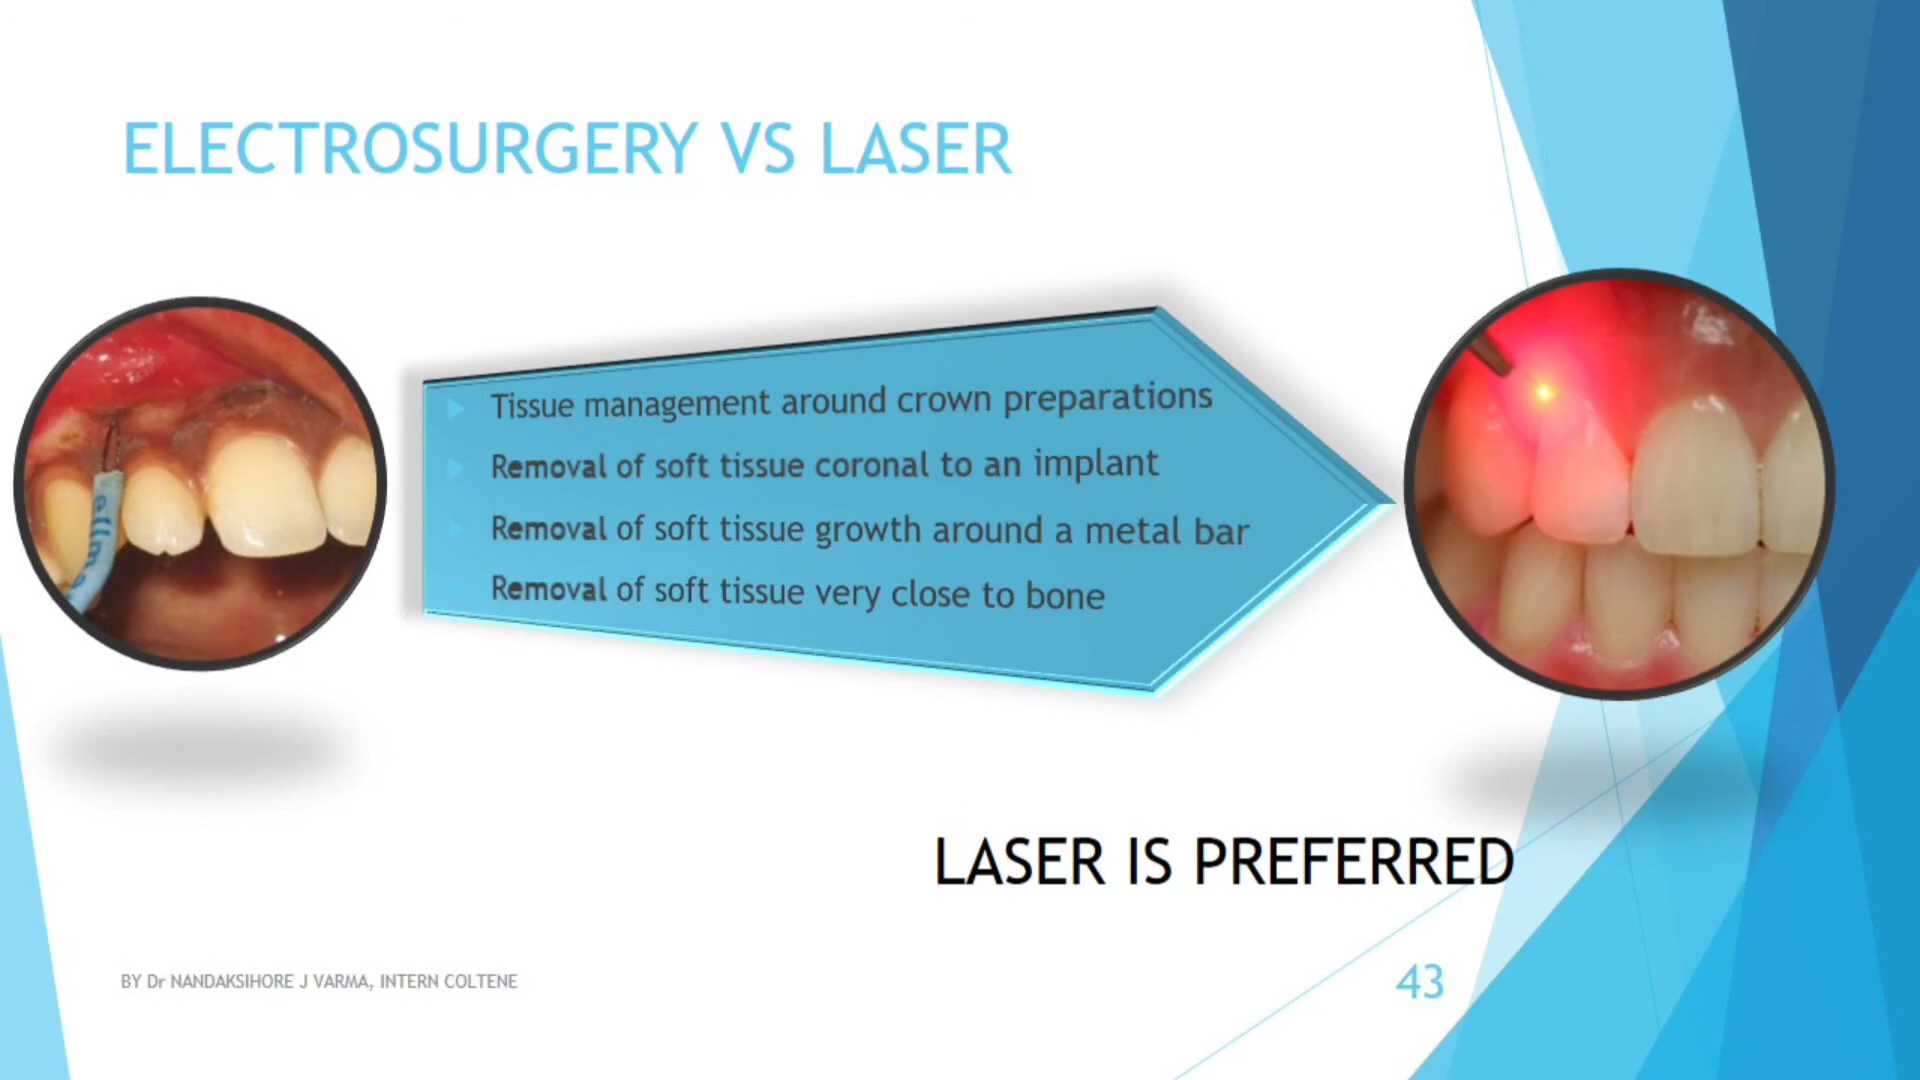 ELECTROSURGERY VS LASER
Tissue management around crown preparations
Removal of soft tissue coronal to an implant
Removal of soft tissue growth around a metal bar
Removal of soft tissue very close to bone
ellman
LASER IS PREFERRED
BY Dr NANDAKSIHORE J VARMA, INTERN COLTENE
43